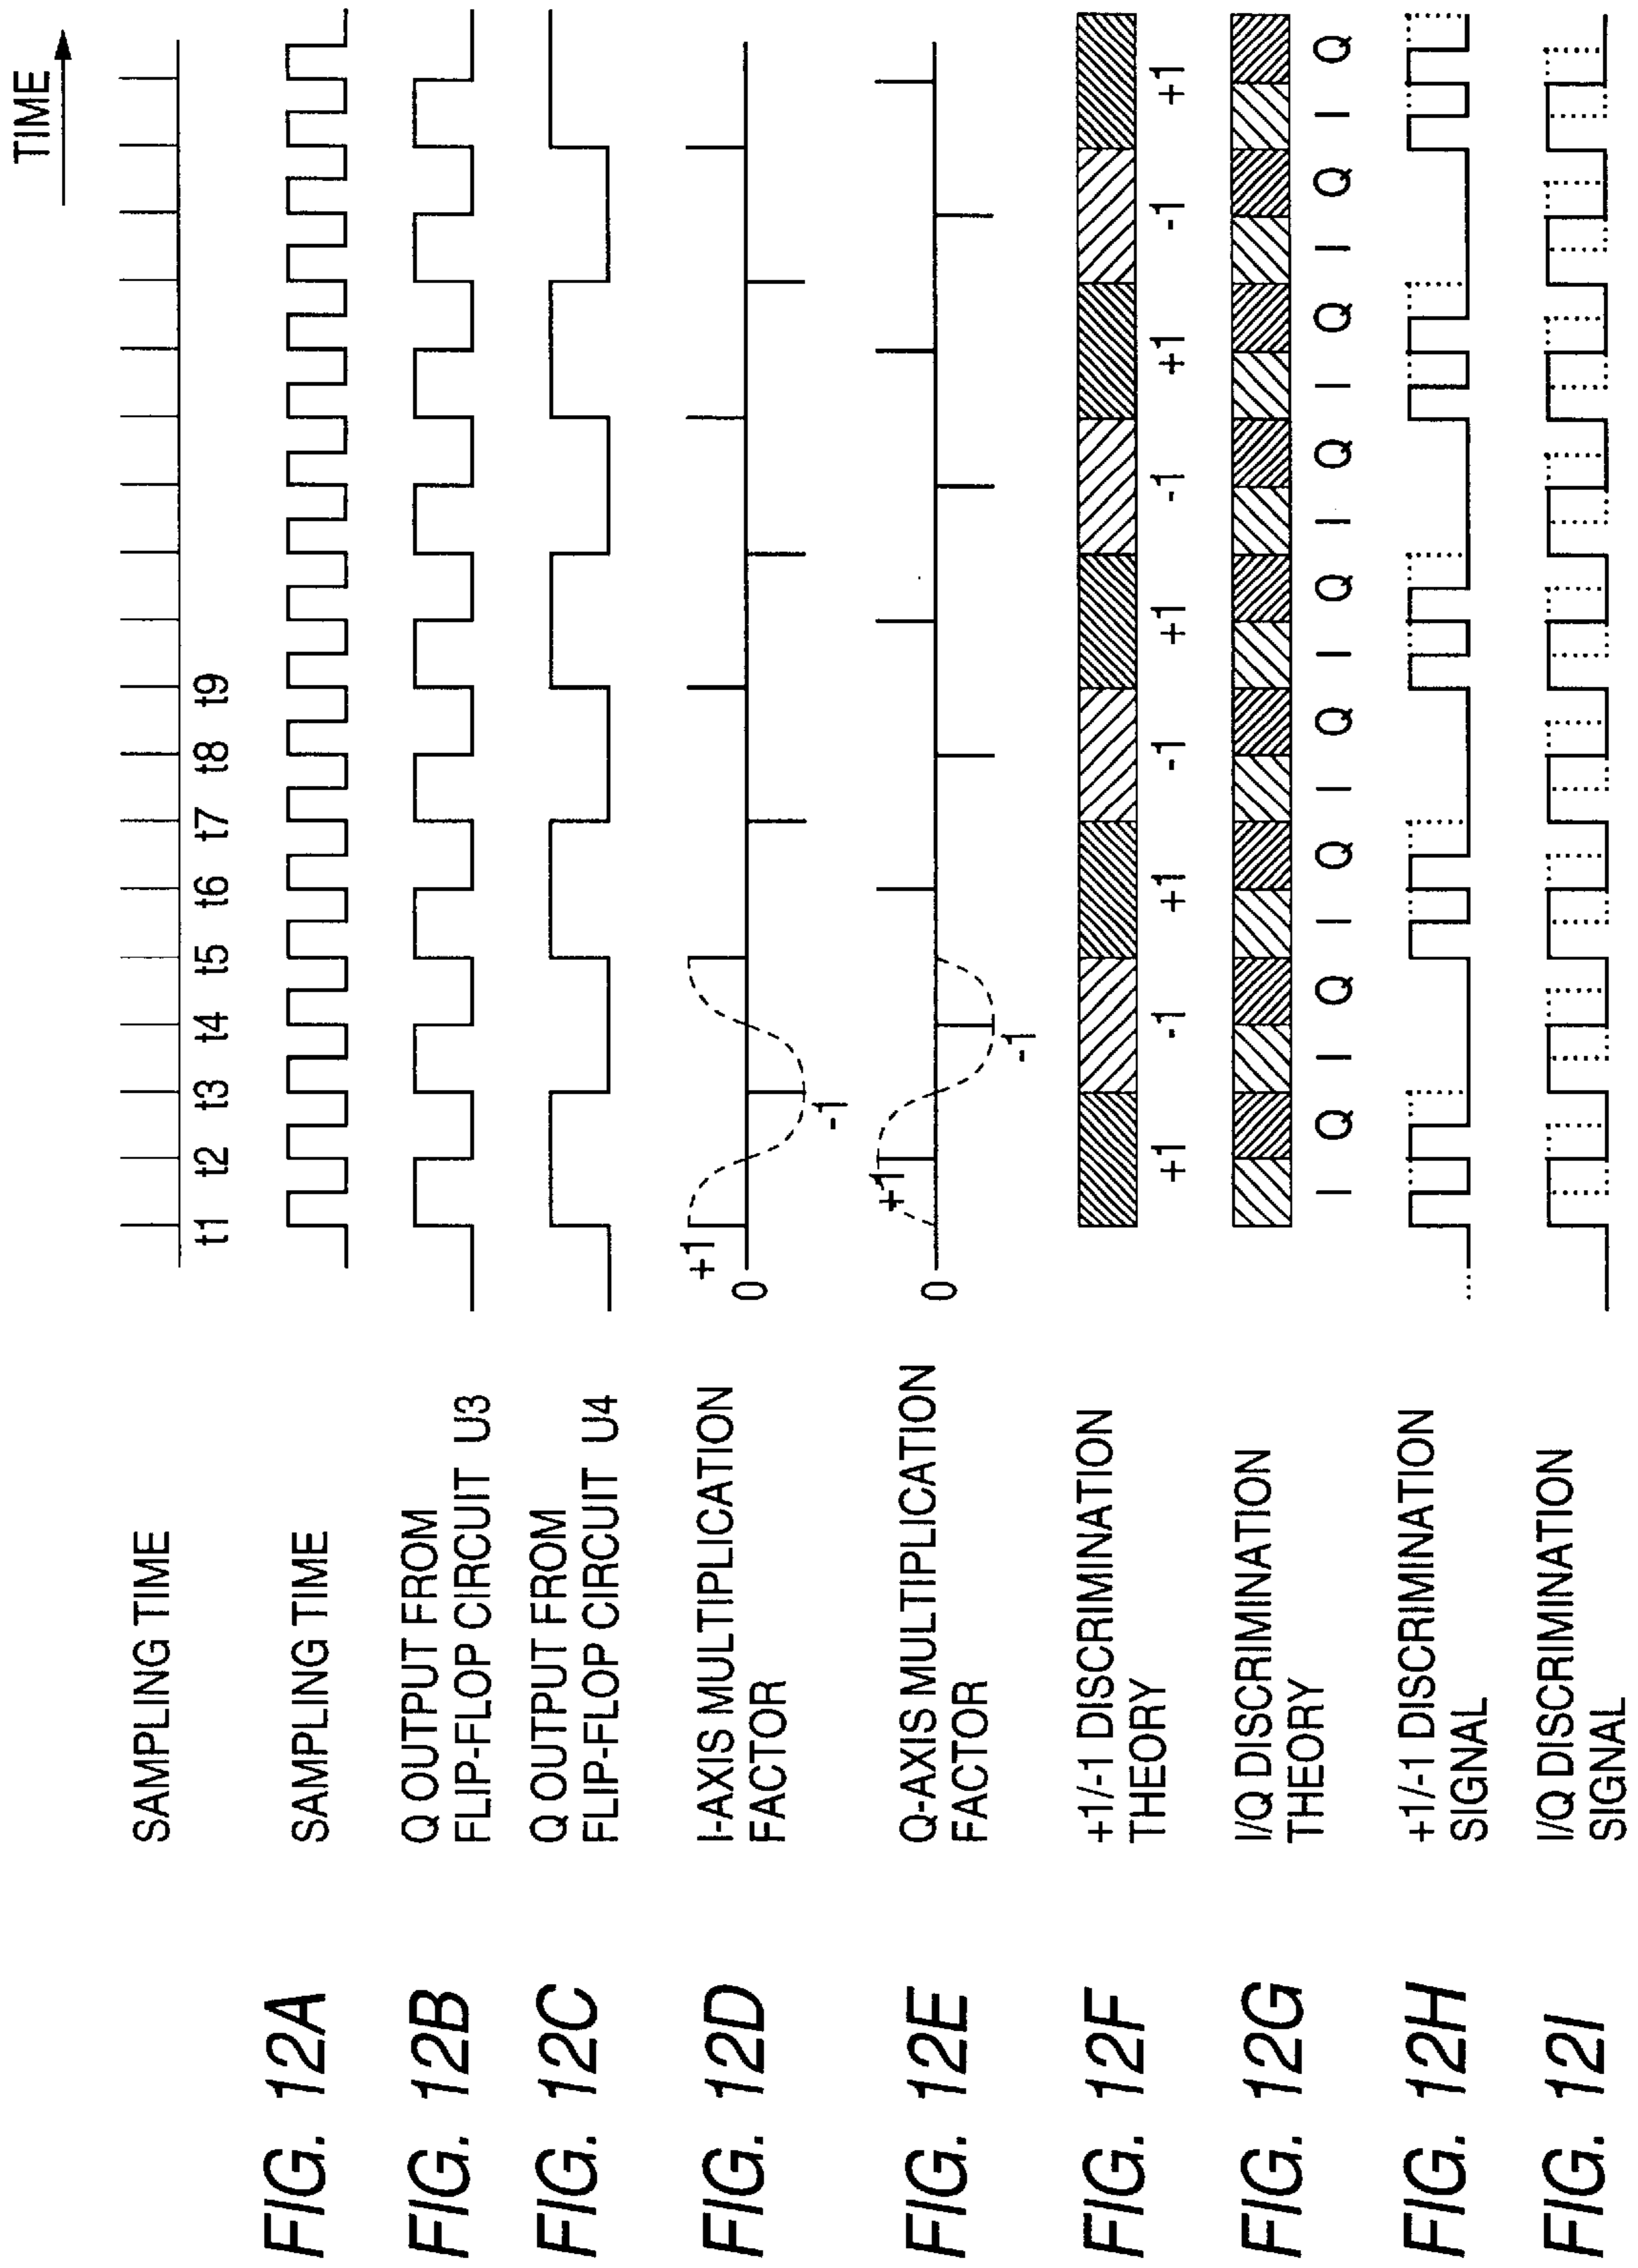 TIME
SAMPLING TIME
t1 t2 t3 t4 t5 t6 t7 t8 t9
FIG. 12A
SAMPLING TIME
FIG. 12B
Q OUTPUT FROM
FLIP-FLOP CIRCUIT U3
FIG. 12C
Q OUTPUT FROM
FLIP-FLOP CIRCUIT U4
FIG. 12D
I-AXIS MULTIPLICATION
FACTOR
+1
0
-1
FIG. 12E
Q-AXIS MULTIPLICATION
FACTOR
+1
0
-1
FIG. 12F
+1/-1 DISCRIMINATION
THEORY
+1 -1 +1 -1 +1 -1 +1 -1 +1
FIG. 12G
I/Q DISCRIMINATION
THEORY
I Q I Q I Q I Q I Q I Q I Q I Q I Q
FIG. 12H
+1/-1 DISCRIMINATION
SIGNAL
FIG. 12I
I/Q DISCRIMINATION
SIGNAL